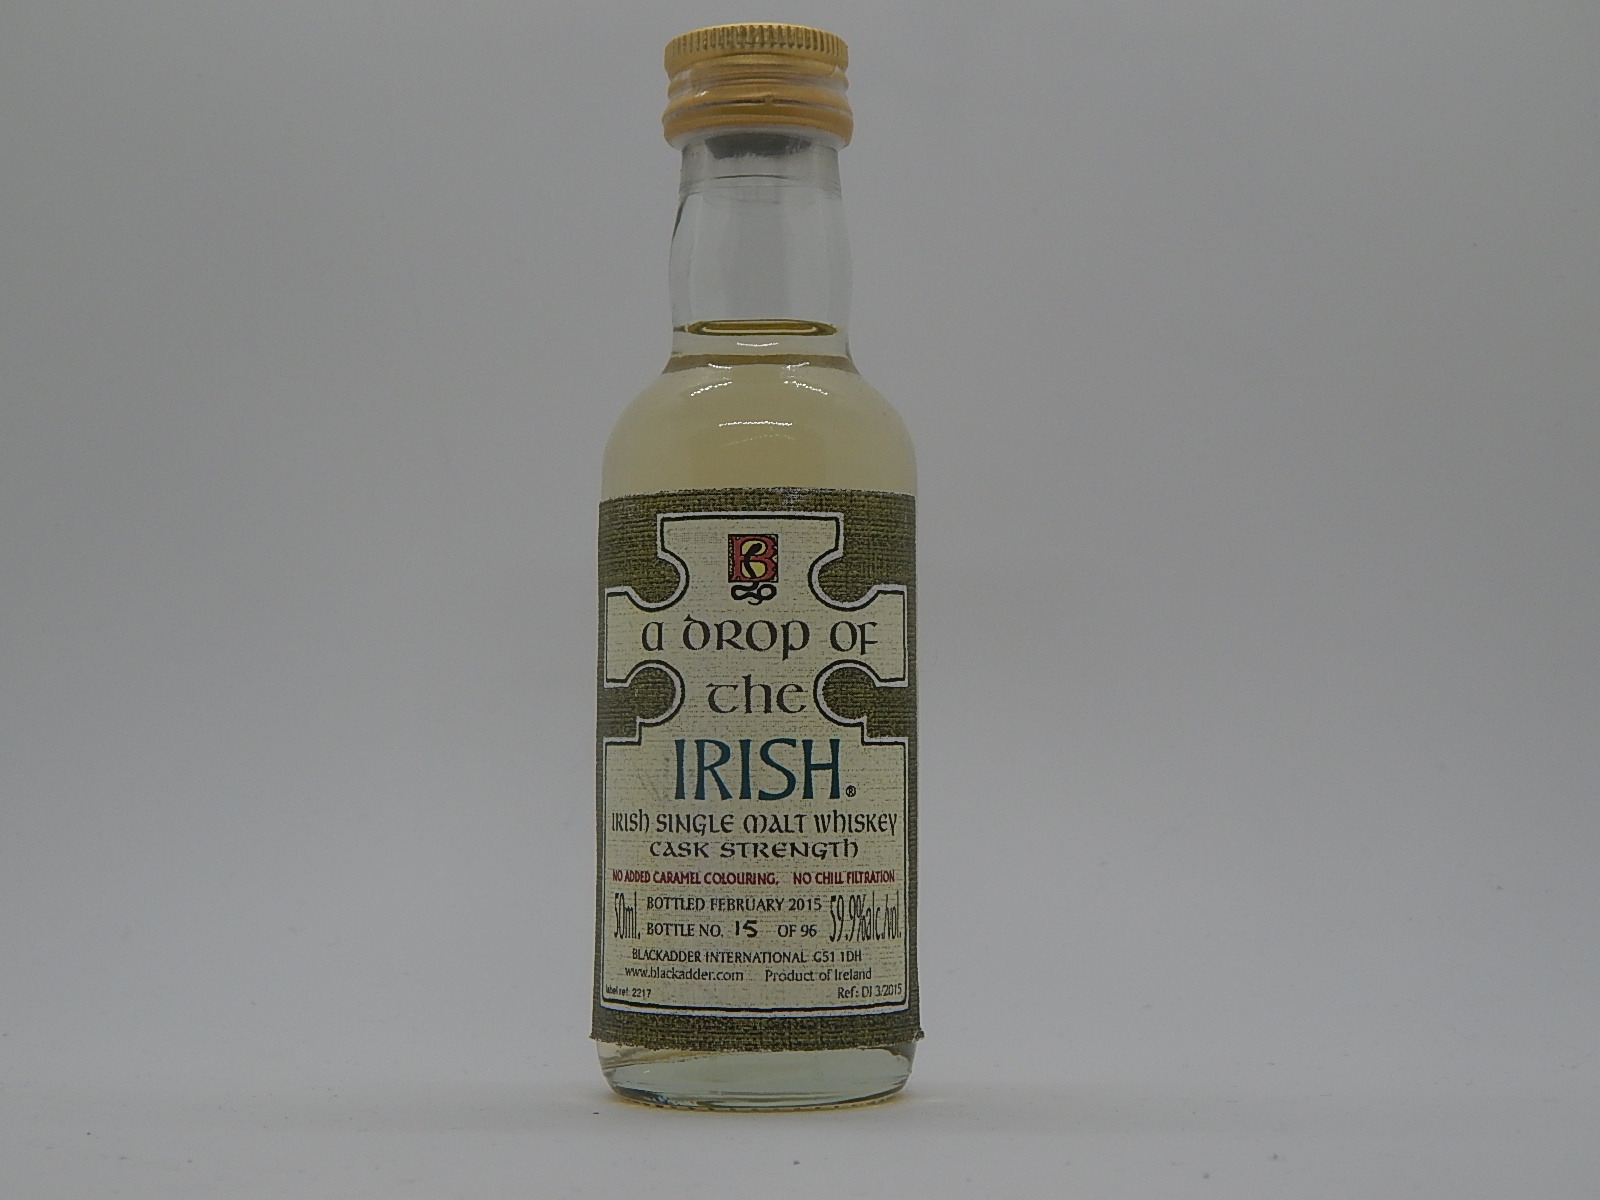 B
a drop of
the
IRISH®
IRISH SINGLE MALT WHISKEY
CASK STRENGTH
NO ADDED CARAMEL COLOURING, NO CHILL FILTRATION
50ml. BOTTLED FEBRUARY 2015 59.9%alc./vol.
BOTTLE NO. 15 OF 96
BLACKADDER INTERNATIONAL G51 1DH
www.blackadder.com Product of Ireland
label ref: 2217 Ref: DI 3/2015